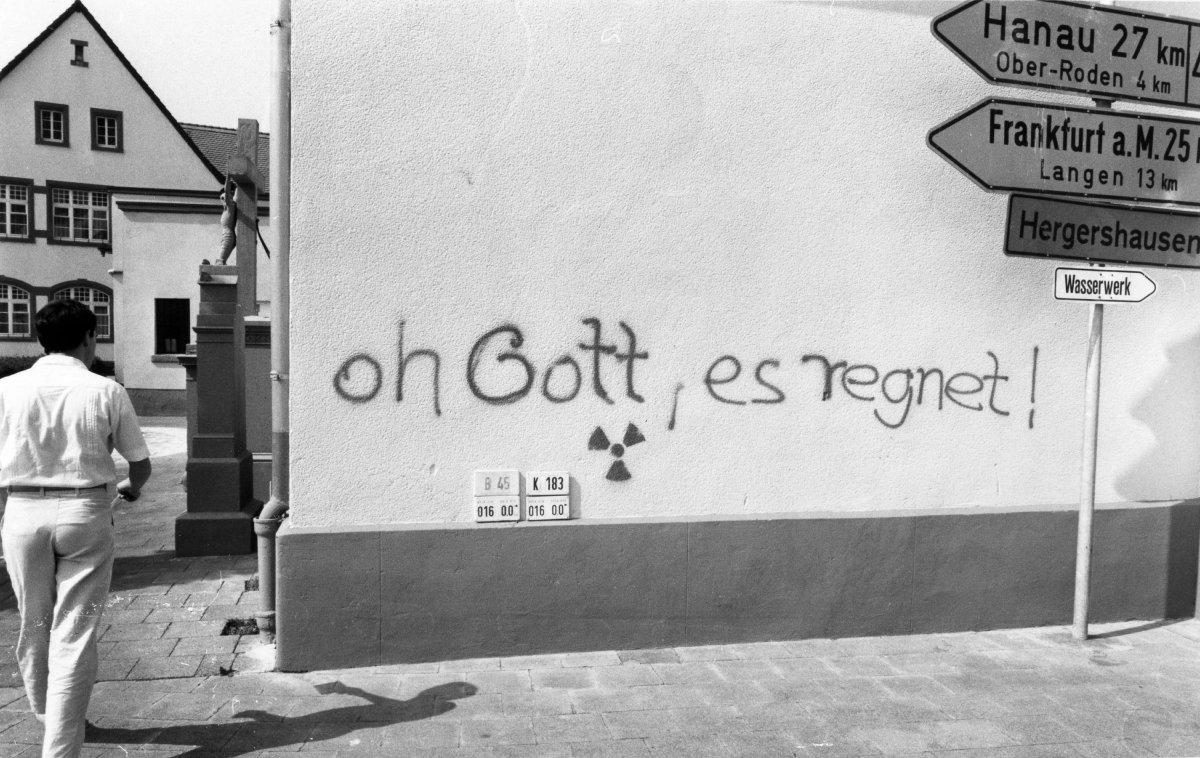 Hanau 27 km
Ober-Roden 4 km
Frankfurt a.M. 25
Langen 13 km
Hergershausen
Wasserwerk
oh Gott, es regnet!
B 45
016 0.0
K 183
016 0.0